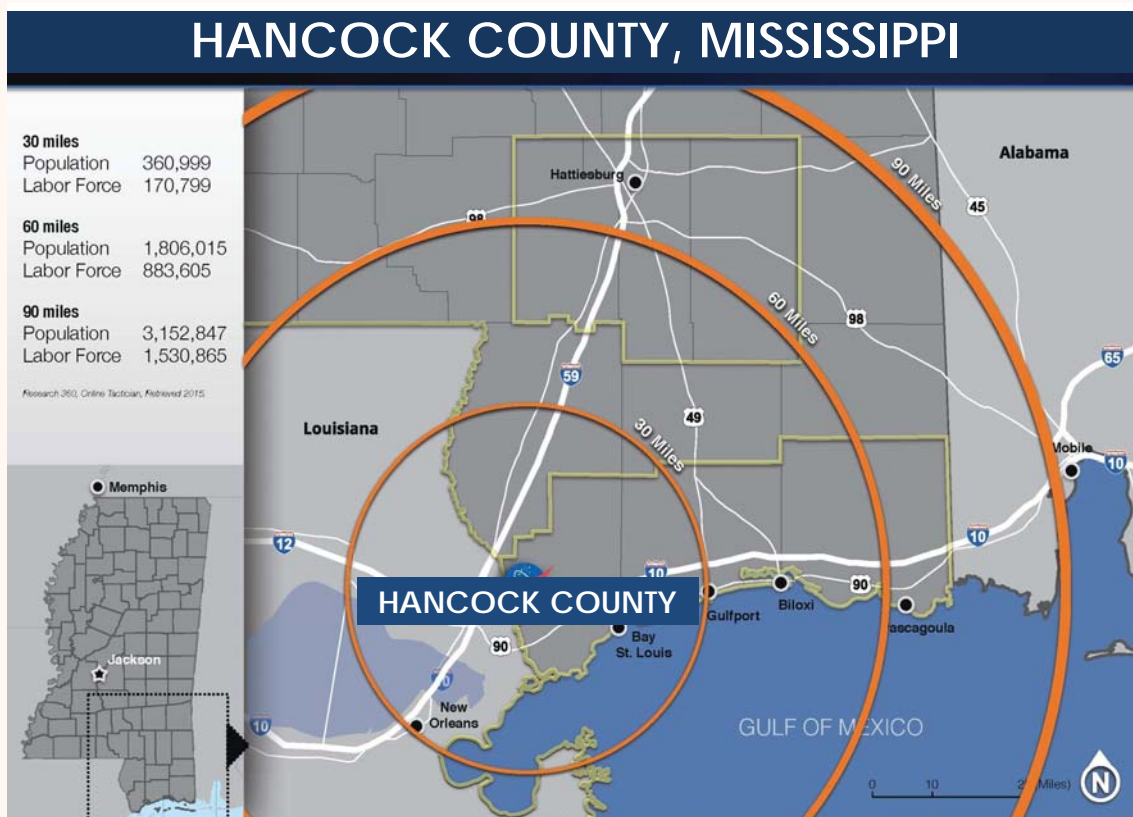 HANCOCK COUNTY, MISSISSIPPI
30 miles
Population 360,999
Labor Force 170,799
60 miles
Population 1,806,015
Labor Force 883,605
90 miles
Population 3,152,847
Labor Force 1,530,865
Research 360, Online Tactician, Retrieved 2015
Memphis
Jackson
Alabama
Hattiesburg
90 Miles
45
98
60 Miles
98
65
59
49
Louisiana
30 Miles
Mobile
10
12
10
10
HANCOCK COUNTY
90
Gulfport
Biloxi
Bay
St. Louis
90
10
New
Orleans
10
GULF OF MEXICO
0 10 Miles)
N